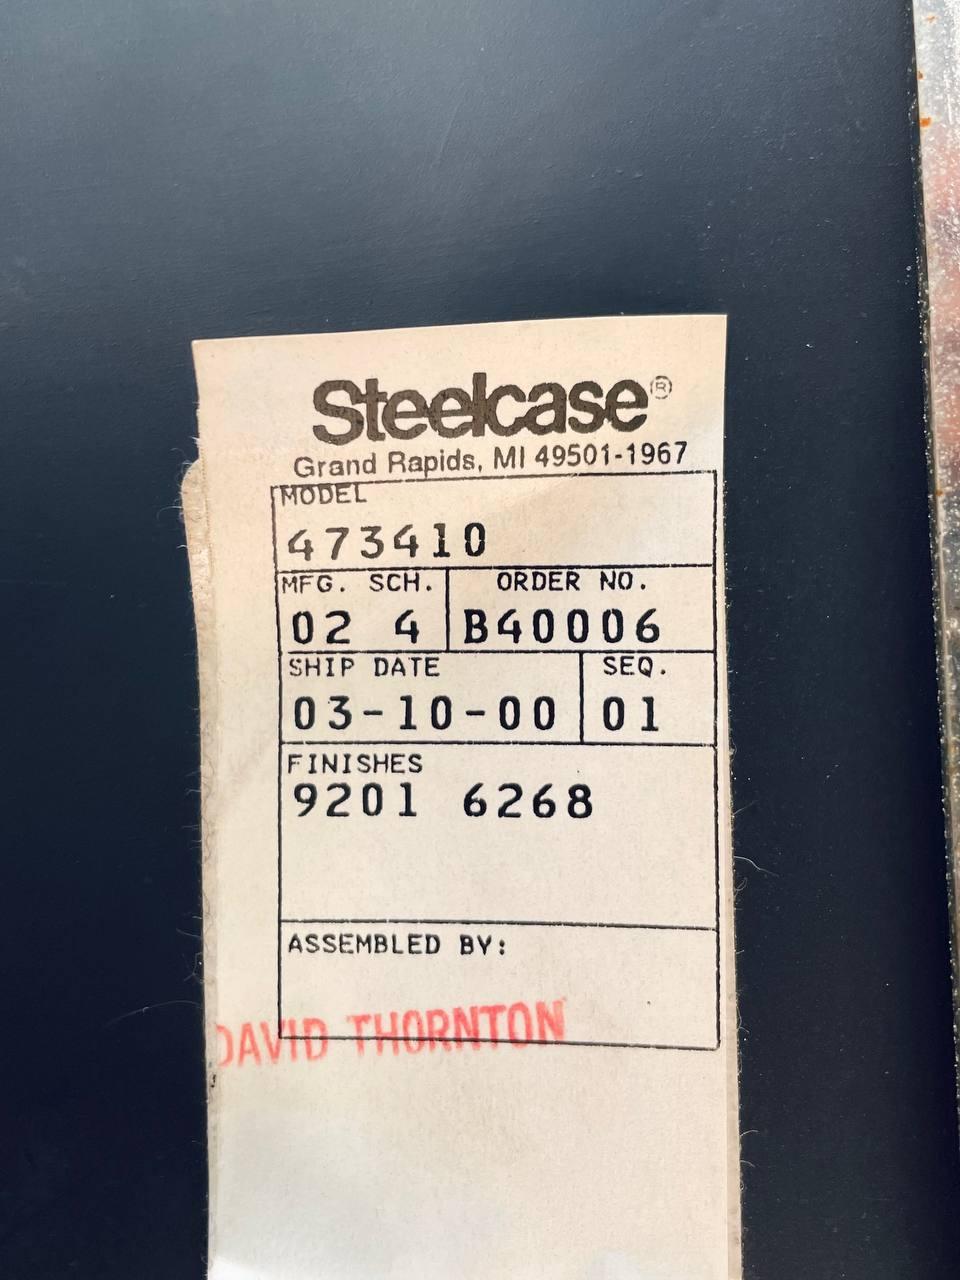 Steelcase®
Grand Rapids, MI 49501-1967
MODEL
473410
MFG. SCH. ORDER NO.
02 4 B40006
SHIP DATE SEQ.
03-10-00 01
FINISHES
9201 6268
ASSEMBLED BY:
DAVID THORNTON